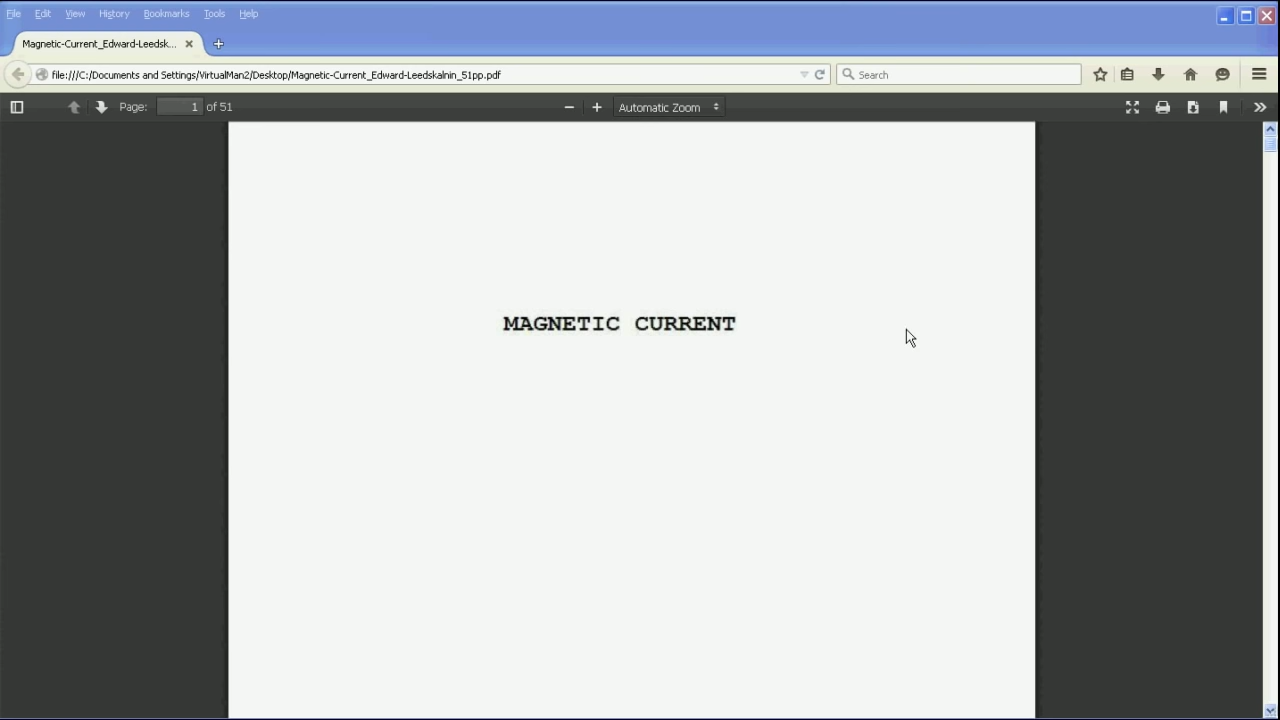 File Edit View History Bookmarks Tools Help
Magnetic-Current_Edward-Leedsk...
file:///C:/Documents and Settings/VirtualMan2/Desktop/Magnetic-Current_Edward-Leedskalnin_51pp.pdf Search
Page: 1 of 51 Automatic Zoom
MAGNETIC CURRENT